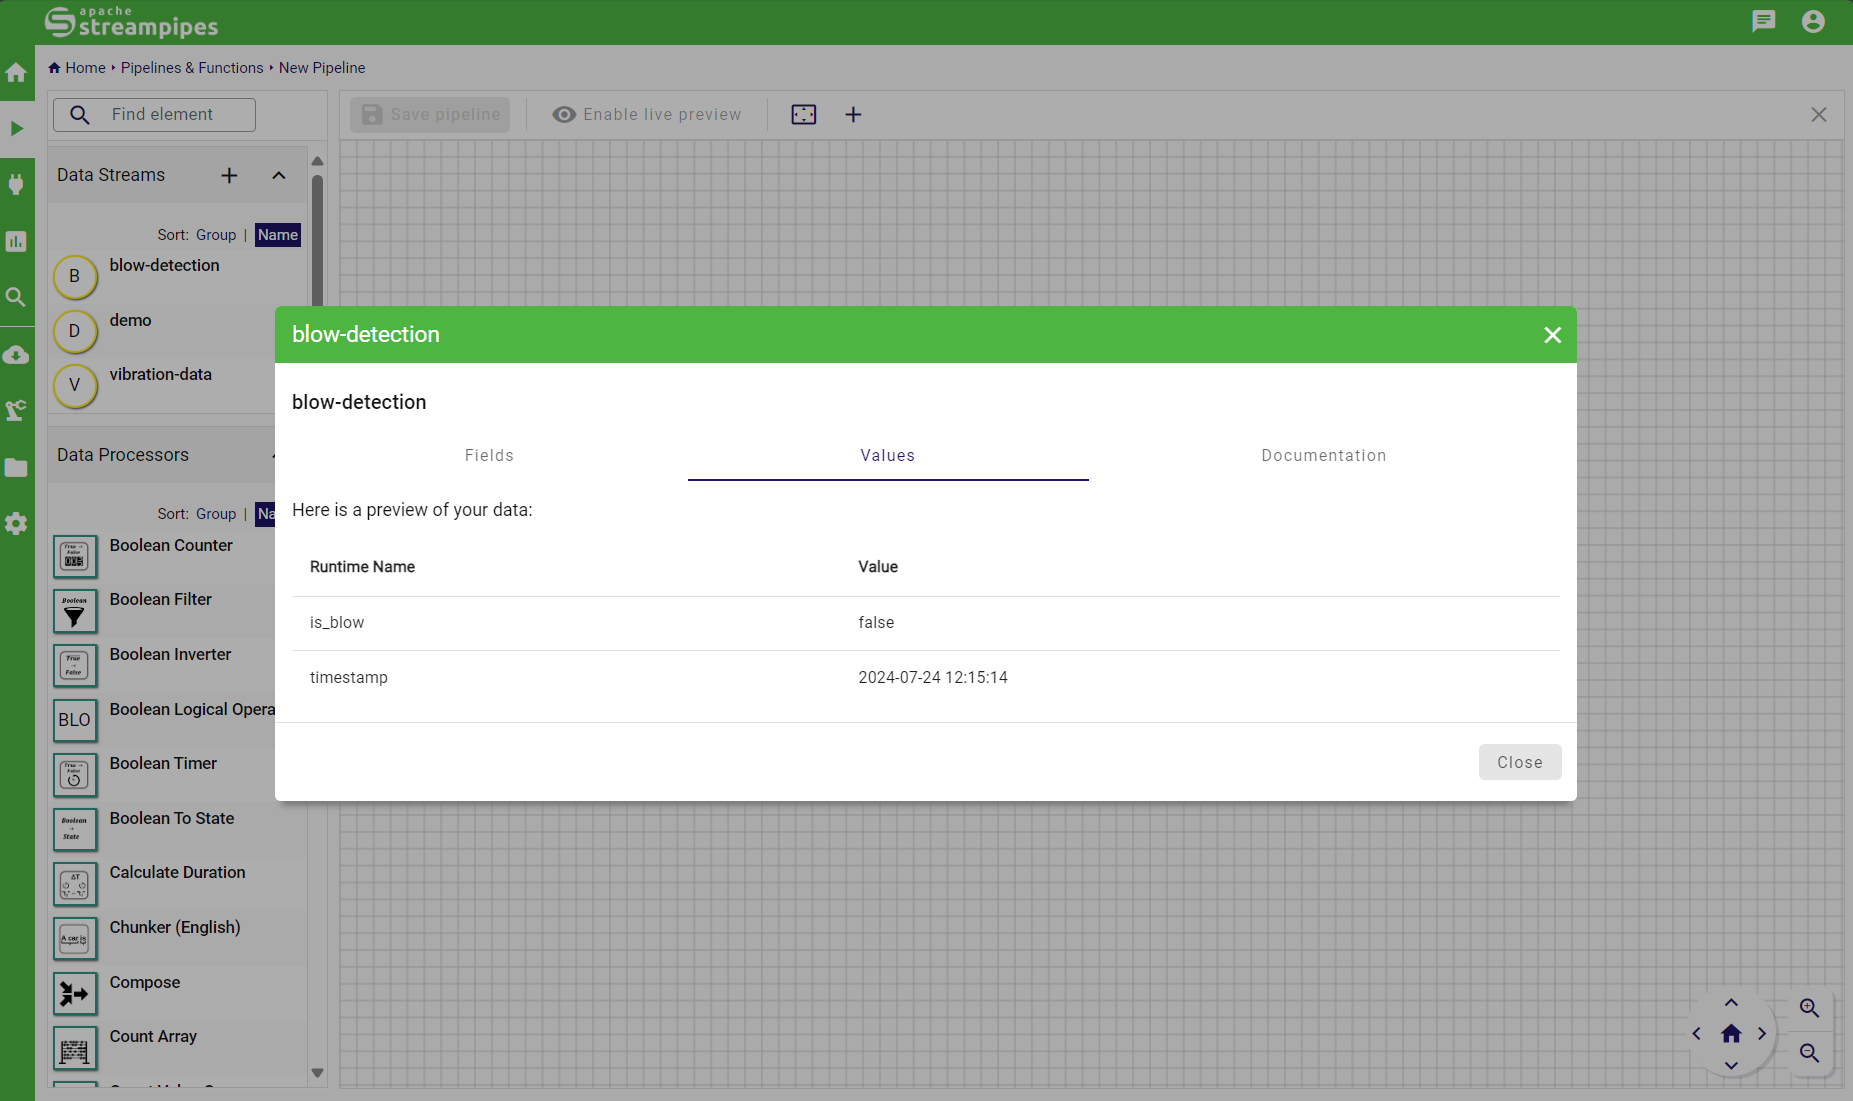 apache
streampipes
Home
Pipelines & Functions
New Pipeline
Find element
Save pipeline
Enable live preview
Data Streams
Sort: Group | Name
B
blow-detection
D
demo
V
vibration-data
Data Processors
Sort: Group | Na
Boolean Counter
Boolean Filter
Boolean Inverter
BLO
Boolean Logical Opera
Boolean Timer
Boolean To State
Calculate Duration
Chunker (English)
Compose
Count Array
blow-detection
blow-detection
Fields
Values
Documentation
Here is a preview of your data:
Runtime Name
Value
is_blow
false
timestamp
2024-07-24 12:15:14
Close